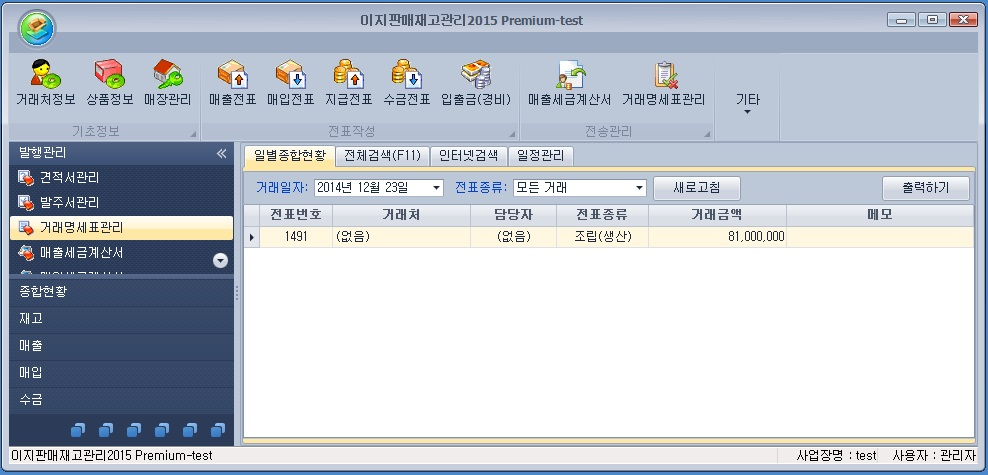 이지판매재고관리2015 Premium-test
거래처정보 상품정보 매장관리 매출전표 매입전표 지급전표 수금전표 입출금(경비) 매출세금계산서 거래명세표관리 기타
기초정보 전표작성 전송관리
발행관리
견적서관리
발주서관리
거래명세표관리
매출세금계산서
종합현황
재고
매출
매입
수금
일별종합현황 전체검색(F11) 인터넷검색 일정관리
거래일자: 2014년 12월 23일 전표종류: 모든 거래 새로고침 출력하기
전표번호 거래처 담당자 전표종류 거래금액 메모
1491 (없음) (없음) 조립(생산) 81,000,000
이지판매재고관리2015 Premium-test 사업장명 : test 사용자 : 관리자